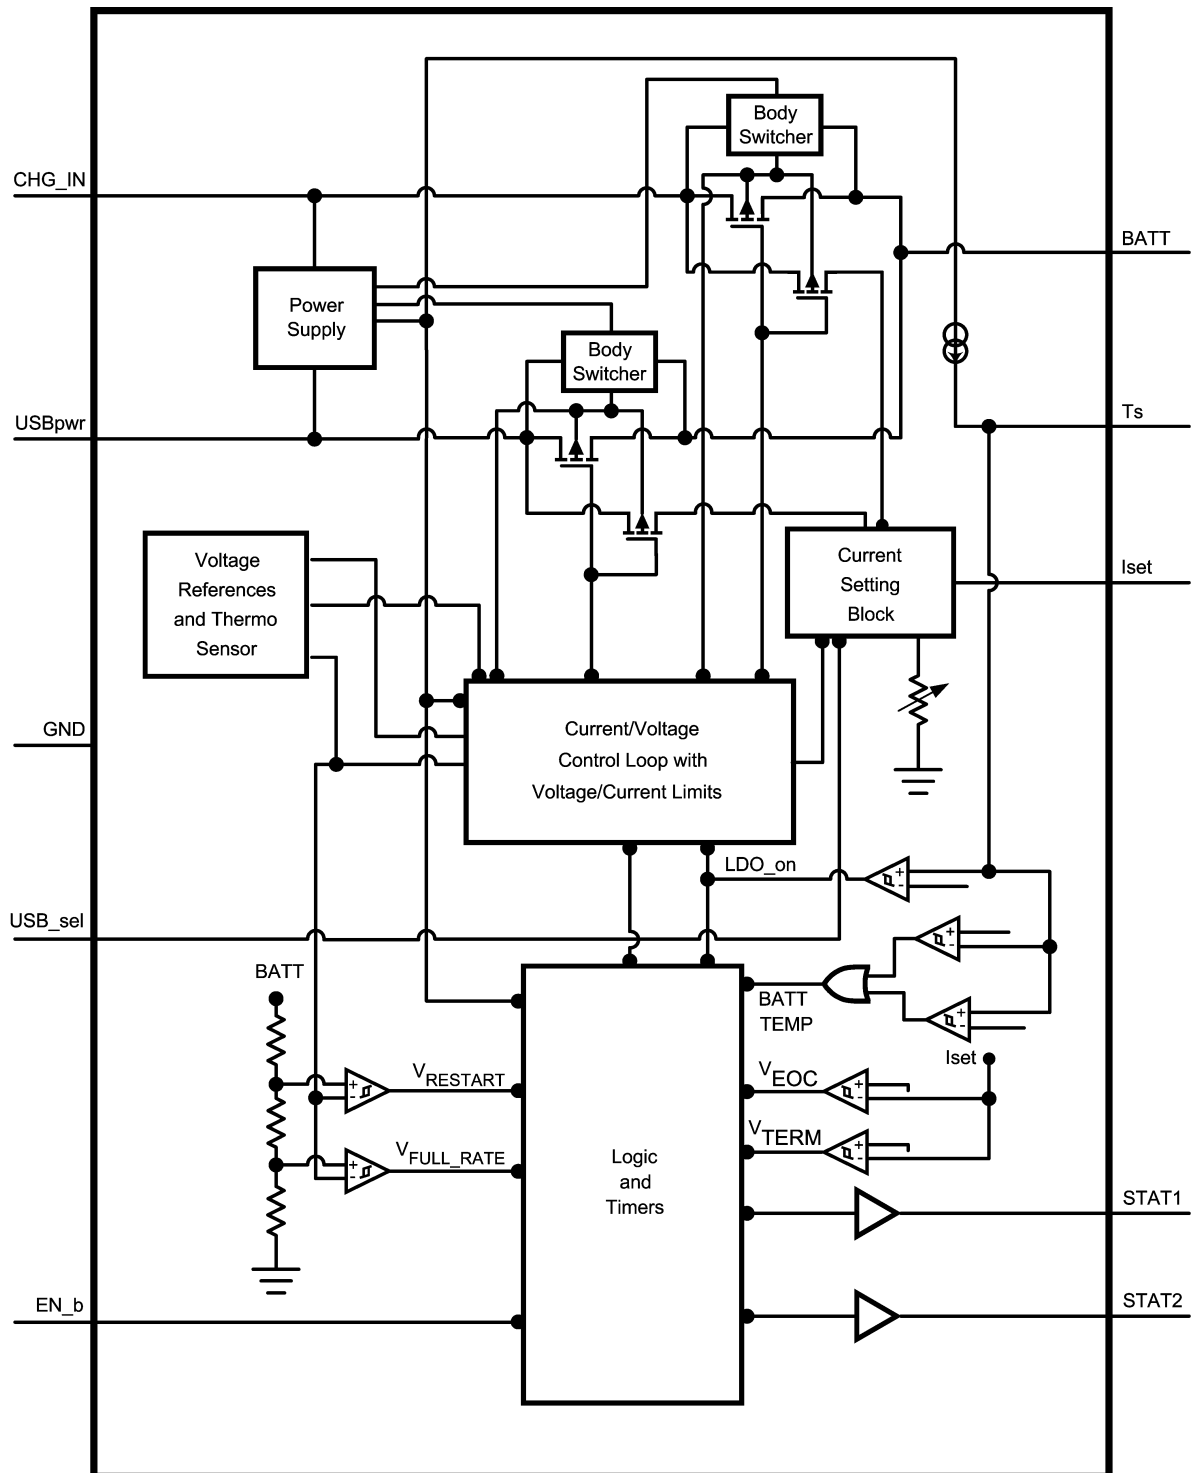 Body
Switcher
CHG_IN
BATT
Power
Supply
Body
Switcher
USBpwr
Ts
Voltage
References
and Thermo
Sensor
Current
Setting
Block
Iset
GND
Current/Voltage
Control Loop with
Voltage/Current Limits
LDO_on
+
-
USB_sel
+
-
BATT
BATT
TEMP
+
-
Iset
VRESTART
+
-
VEOC
+
-
VFULL_RATE
+
-
VTERM
+
-
Logic
and
Timers
STAT1
EN_b
STAT2